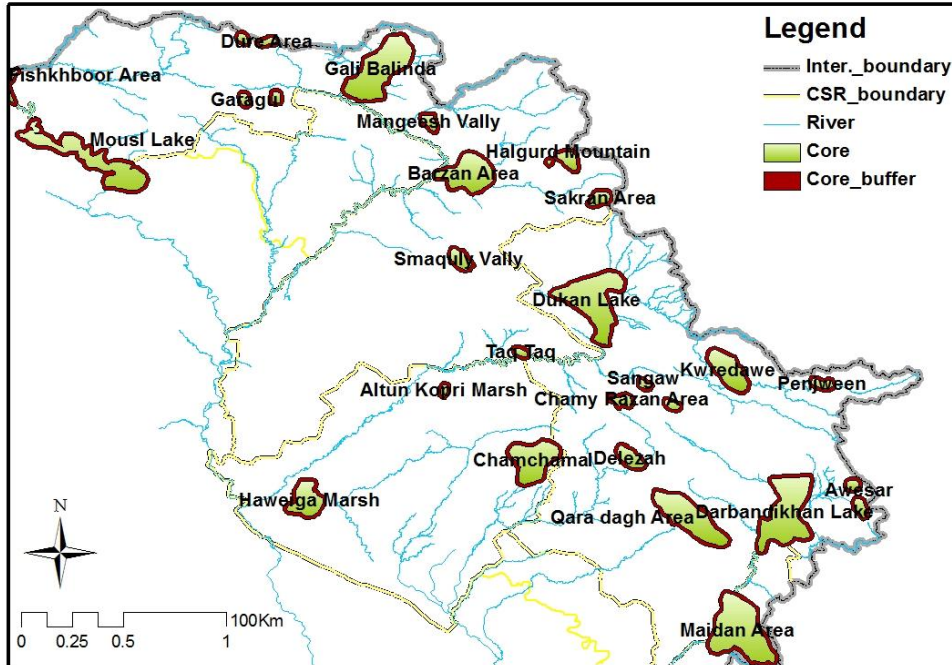 Legend
Inter._boundary
CSR_boundary
River
Core
Core_buffer
Dure Area
Gali Balinda
Fishkhboor Area
Garagu
Mangeesh Vally
Mousl Lake
Halgurd Mountain
Barzan Area
Sakran Area
Smaquly Vally
Dukan Lake
Taq Taq
Kwredawe
Sangaw
Penjween
Altun Kopri Marsh
Chamy Razan Area
Chamchamal
Delezah
Haweiga Marsh
Awesar
Qara dagh Area
Darbandikhan Lake
N
Maidan Area
100Km
0 0.25 0.5 1